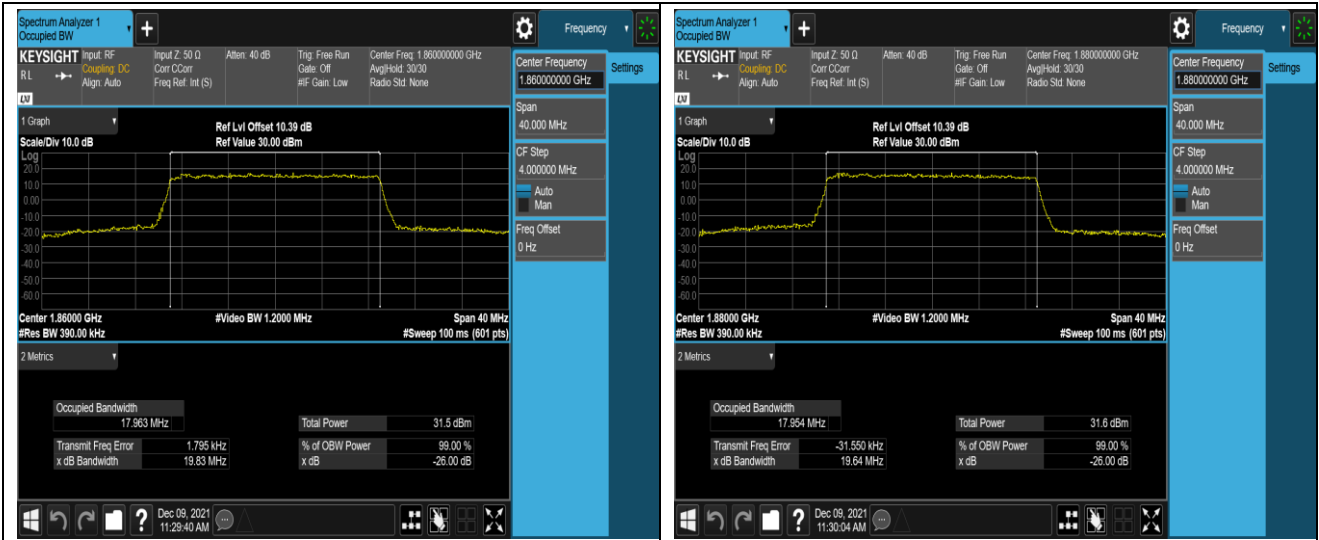 Spectrum Analyzer 1
Occupied BW
+
Frequency
KEYSIGHT Input: RF Input Z: 50 Ω Atten: 40 dB Trig: Free Run Center Freq: 1.860000000 GHz
RL Coupling: DC Corr CCorr Gate: Off Avg|Hold: 30/30
Align: Auto Freq Ref: Int (S) #IF Gain: Low Radio Std: None
LXI
Center Frequency
1.860000000 GHz
Settings
Span
40.000 MHz
CF Step
4.000000 MHz
Auto
Man
Freq Offset
0 Hz
1 Graph
Ref Lvl Offset 10.39 dB
Scale/Div 10.0 dB Ref Value 30.00 dBm
Log
20.0
10.0
0.00
-10.0
-20.0
-30.0
-40.0
-50.0
-60.0
Center 1.86000 GHz #Video BW 1.2000 MHz Span 40 MHz
#Res BW 390.00 kHz #Sweep 100 ms (601 pts)
2 Metrics
Occupied Bandwidth
17.963 MHz Total Power 31.5 dBm
Transmit Freq Error 1.795 kHz % of OBW Power 99.00 %
x dB Bandwidth 19.83 MHz x dB -26.00 dB
?
Dec 09, 2021
11:29:40 AM
Spectrum Analyzer 1
Occupied BW
+
Frequency
KEYSIGHT Input: RF Input Z: 50 Ω Atten: 40 dB Trig: Free Run Center Freq: 1.880000000 GHz
RL Coupling: DC Corr CCorr Gate: Off Avg|Hold: 30/30
Align: Auto Freq Ref: Int (S) #IF Gain: Low Radio Std: None
LXI
Center Frequency
1.880000000 GHz
Settings
Span
40.000 MHz
CF Step
4.000000 MHz
Auto
Man
Freq Offset
0 Hz
1 Graph
Ref Lvl Offset 10.39 dB
Scale/Div 10.0 dB Ref Value 30.00 dBm
Log
20.0
10.0
0.00
-10.0
-20.0
-30.0
-40.0
-50.0
-60.0
Center 1.88000 GHz #Video BW 1.2000 MHz Span 40 MHz
#Res BW 390.00 kHz #Sweep 100 ms (601 pts)
2 Metrics
Occupied Bandwidth
17.954 MHz Total Power 31.6 dBm
Transmit Freq Error -31.550 kHz % of OBW Power 99.00 %
x dB Bandwidth 19.64 MHz x dB -26.00 dB
?
Dec 09, 2021
11:30:04 AM